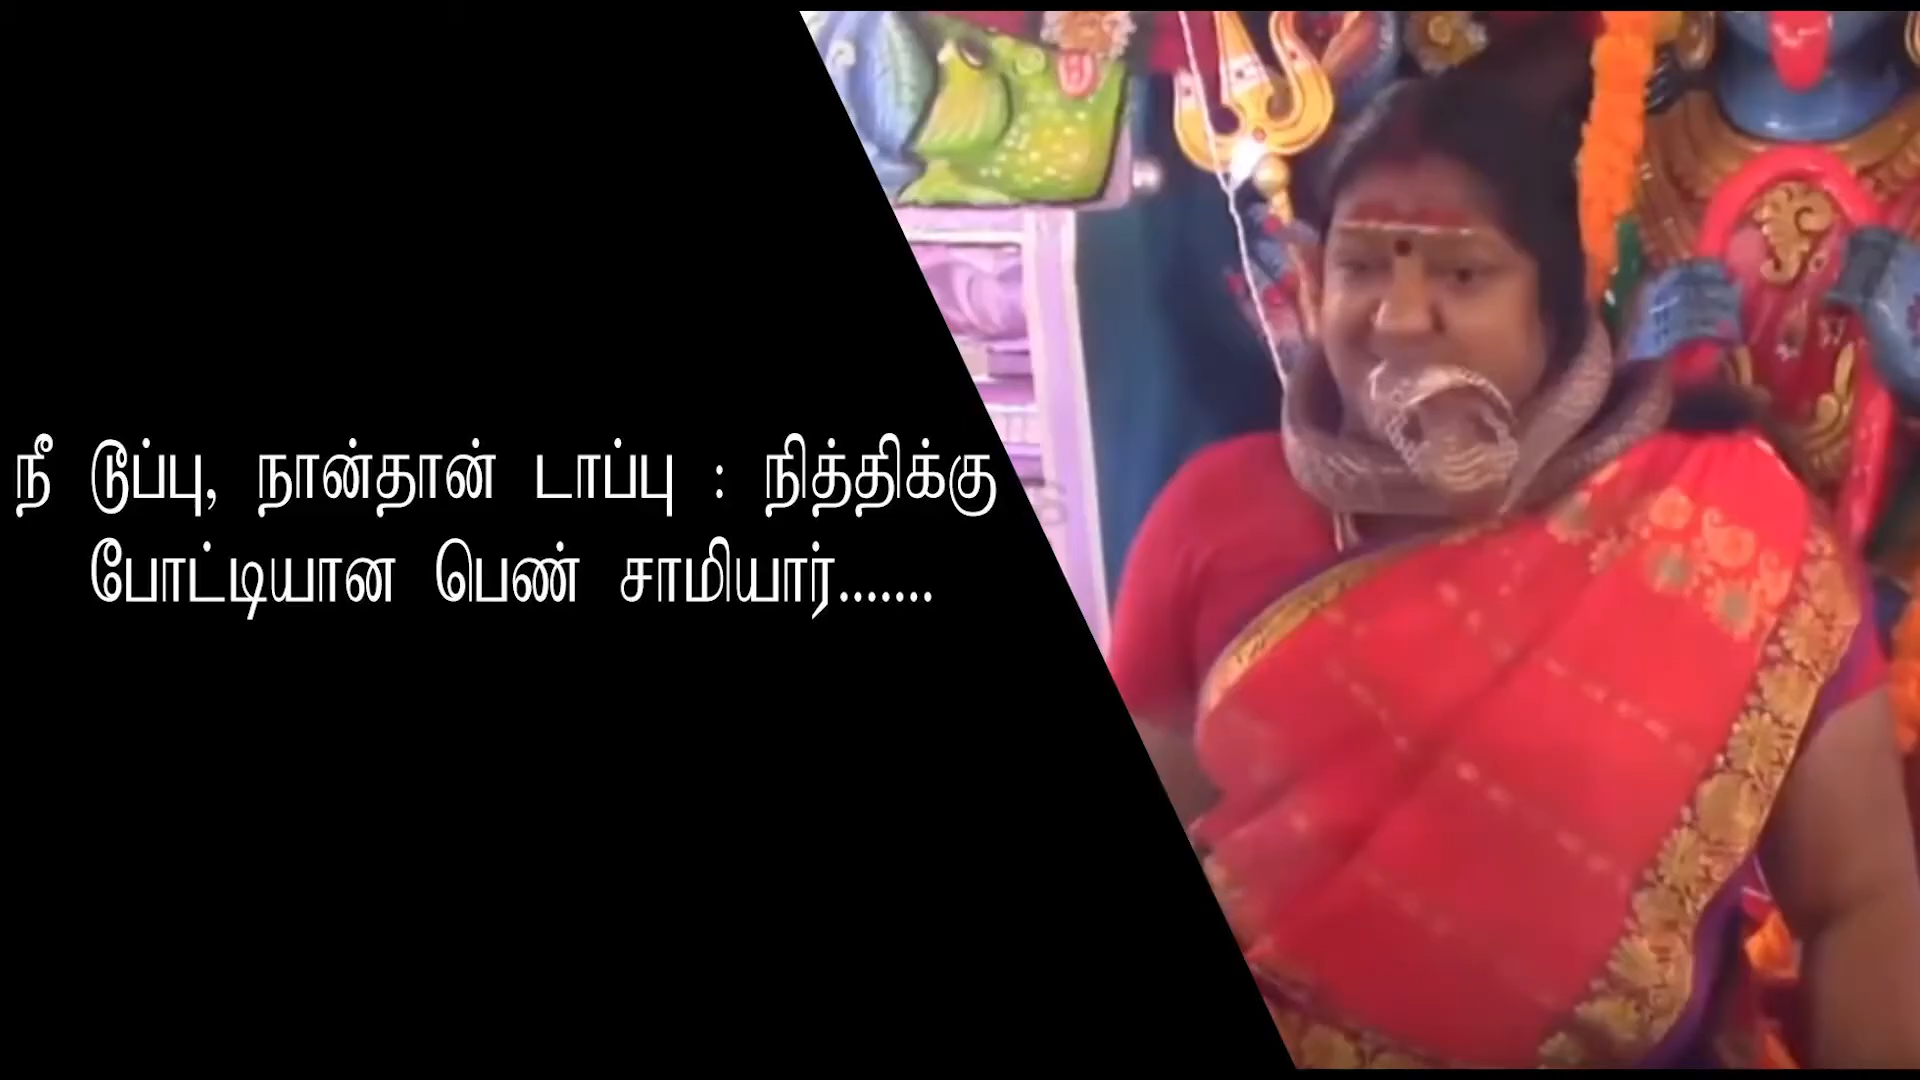 நீ டூப்பு, நான்தான் டாப்பு : நித்திக்கு
போட்டியான பெண் சாமியார்.......